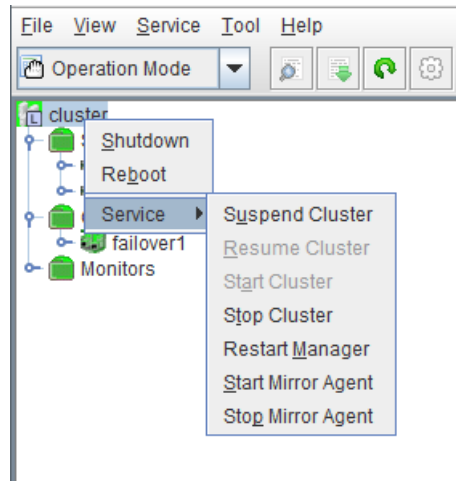 File View Service Tool Help
Operation Mode
cluster
Shutdown
Reboot
Service
Suspend Cluster
Resume Cluster
Start Cluster
Stop Cluster
Restart Manager
Start Mirror Agent
Stop Mirror Agent
failover1
Monitors